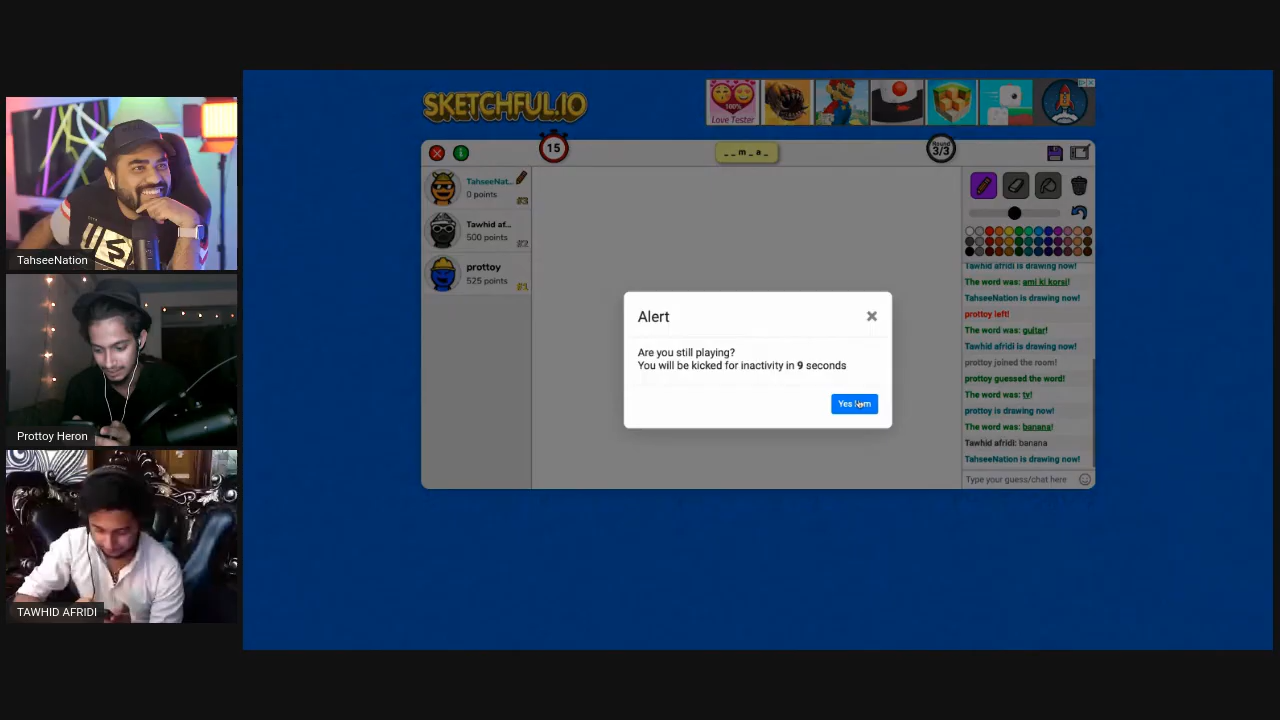 SKETCHFUL.IO
100%
Love Tester
15
_ _ m _ a _
Round
3/3
TahseeNat...
0 points
#3
Tawhid af...
500 points
#2
prottoy
525 points
#1
Tawhid afridi is drawing now!
The word was: ami ki korsi!
TahseeNation is drawing now!
prottoy left!
The word was: guitar!
Tawhid afridi is drawing now!
prottoy joined the room!
prottoy guessed the word!
The word was: tv!
prottoy is drawing now!
The word was: banana!
Tawhid afridi: banana
TahseeNation is drawing now!
Type your guess/chat here
Alert
Are you still playing?
You will be kicked for inactivity in 9 seconds
Yes
TahseeNation
Prottoy Heron
TAWHID AFRIDI